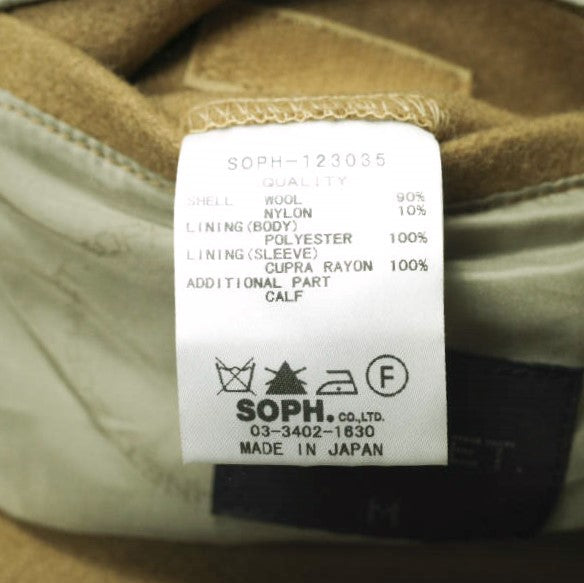 SOPH-123035
QUALITY
SHELL WOOL 90%
NYLON 10%
LINING(BODY)
POLYESTER 100%
LINING(SLEEVE)
CUPRA RAYON 100%
ADDITIONAL PART
CALF
F
SOPH. CO.,LTD.
03-3402-1630
MADE IN JAPAN
M